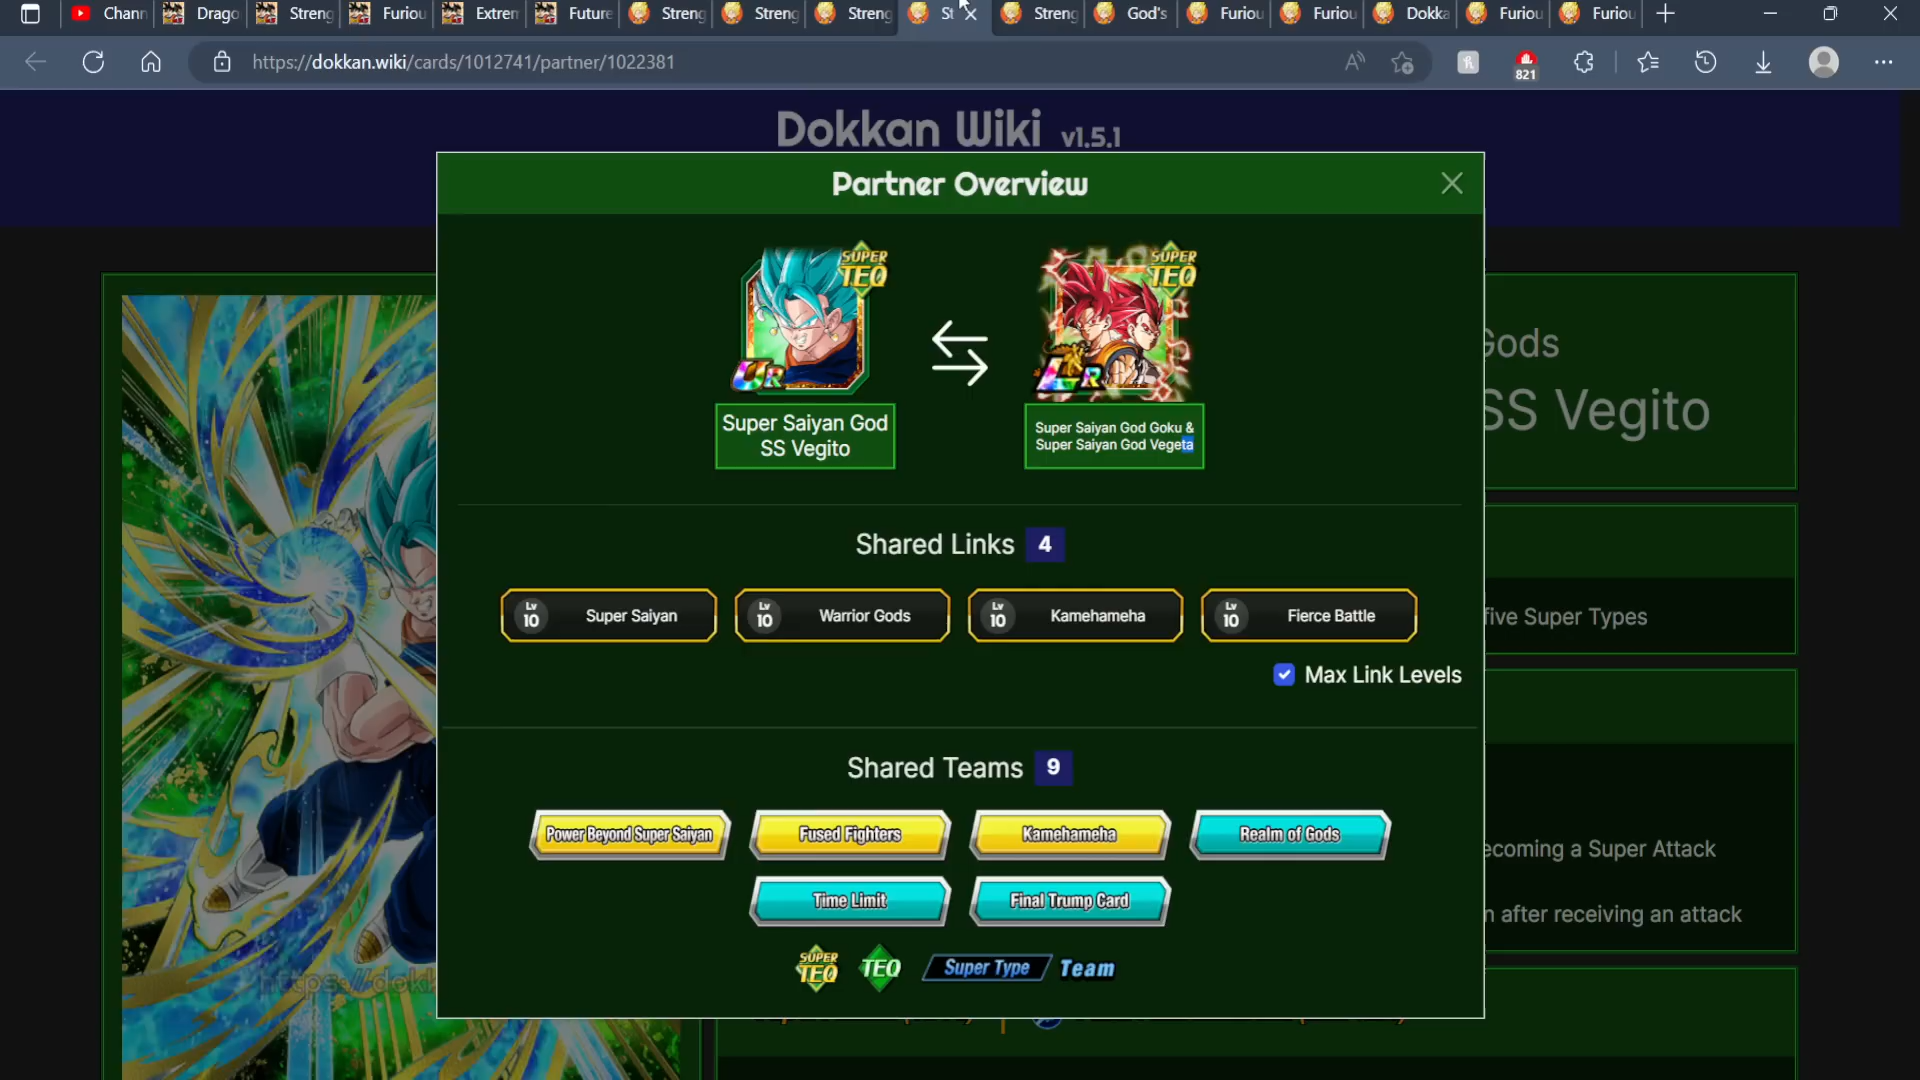 Chann
Drago
Streng
Furiou
Extrem
Future
Streng
Streng
Streng
St
Streng
God's
Furiou
Furiou
Dokka
Furiou
Furiou
https://dokkan.wiki/cards/1012741/partner/1022381
821
Dokkan Wiki v1.5.1
Partner Overview
SUPER
TEQ
UR
SUPER
TEQ
LR
Super Saiyan God
SS Vegito
Super Saiyan God Goku &
Super Saiyan God Vegeta
Gods
SS Vegito
Shared Links 4
Lv
10
Super Saiyan
Lv
10
Warrior Gods
Lv
10
Kamehameha
Lv
10
Fierce Battle
five Super Types
Max Link Levels
Shared Teams 9
Power Beyond Super Saiyan
Fused Fighters
Kamehameha
Realm of Gods
Time Limit
Final Trump Card
ecoming a Super Attack
n after receiving an attack
SUPER
TEQ
TEQ
Super Type Team
https://dokk